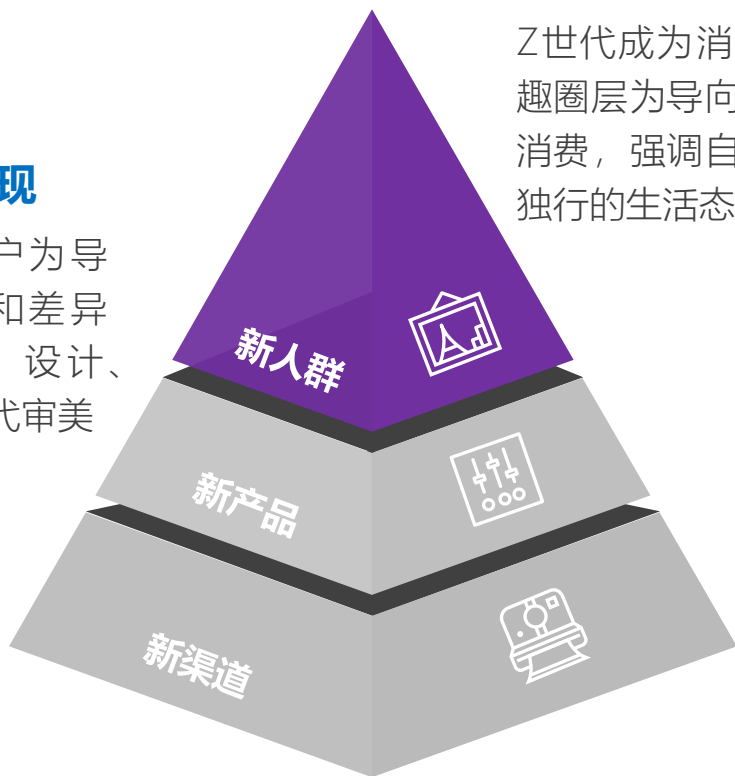 Z世代成为消
趣圈层为导向
消费，强调自
独行的生活态
现
户为导
和差异
设计、
代审美
新人群
新产品
新渠道